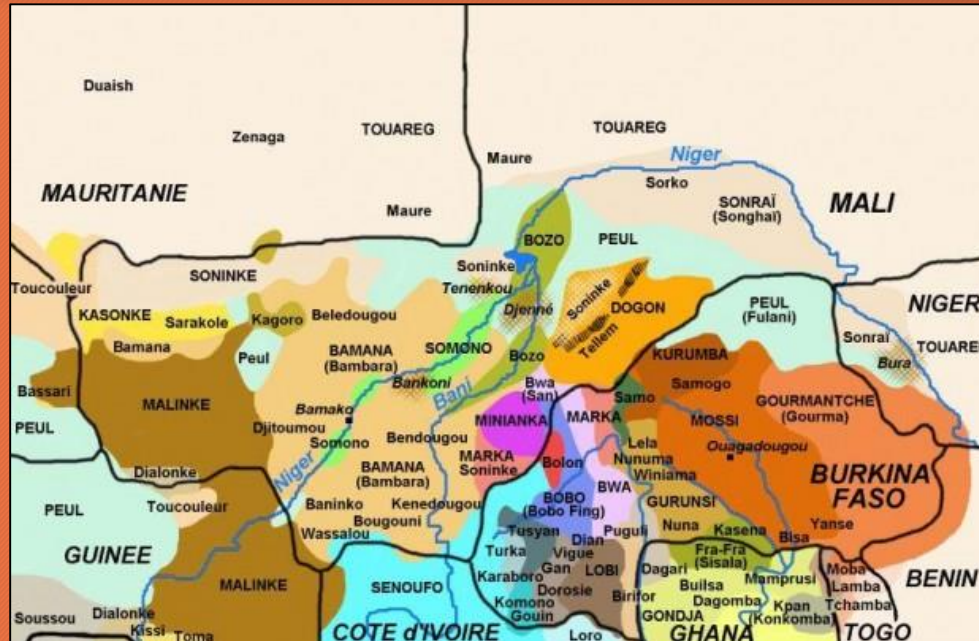 Duaish
Zenaga
TOUAREG
TOUAREG
Maure
Niger
Sorko
MAURITANIE
Maure
SONRAÏ
(Songhaï)
MALI
BOZO
PEUL
Soninke
SONINKE
Toucouleur
Tenenkou
Soninke
DOGON
PEUL
(Fulani)
NIGER
KASONKE
Sarakole
Kagoro
Beledougou
Djenné
Tellem
Sonraï
TOUAREG
Bamana
Peul
BAMANA
(Bambara)
SOMONO
Bozo
KURUMBA
Bura
Bassari
Bankoni
Bani
Bwa
(San)
Samo
Samogo
GOURMANTCHE
(Gourma)
MALINKE
Bamako
MINIANKA
MARKA
MOSSI
PEUL
Djitoumou
Somono
Bendougou
Lela
Nunuma
Ouagadougou
Dialonke
Niger
BAMANA
(Bambara)
MARKA
Soninke
Bolon
Winiama
BURKINA
FASO
PEUL
Toucouleur
Baninko
Kenedougou
BOBO
(Bobo Fing)
BWA
GURUNSI
Bougouni
Wassalou
Tusyan
Dian
Puguli
Nuna
Kasena
Yanse
Bisa
GUINEE
Turka
Vigue
Fra-Fra
(Sisala)
MALINKE
SENOUFO
Karaboro
Gan
LOBI
Dagari
Mamprusi
Moba
Lamba
BENIN
Dorosie
Builsa
Soussou
Dialonke
Komono
Gouin
Birifor
Dagomba
Kpan
(Konkomba)
Tchamba
Kissi
Toma
COTE d'IVOIRE
Loro
GONDJA
GHANA
TOGO